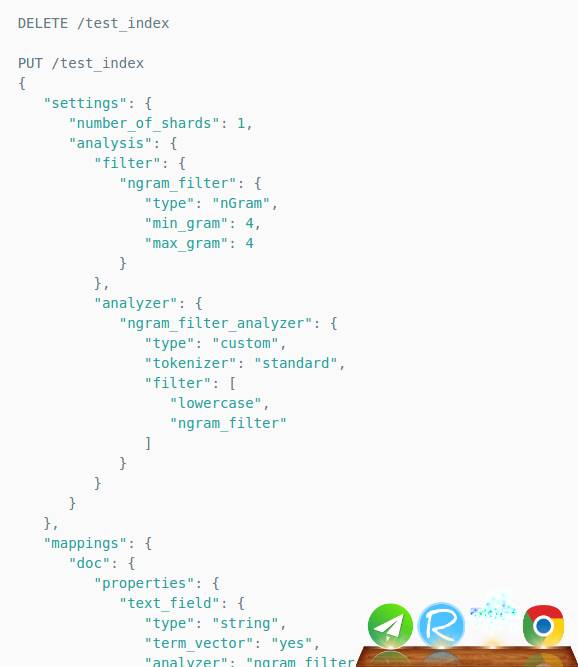 DELETE /test_index
PUT /test_index
{
"settings": {
"number_of_shards": 1,
"analysis": {
"filter": {
"ngram_filter": {
"type": "nGram",
"min_gram": 4,
"max_gram": 4
}
},
"analyzer": {
"ngram_filter_analyzer": {
"type": "custom",
"tokenizer": "standard",
"filter": [
"lowercase",
"ngram_filter"
]
}
}
}
},
"mappings": {
"doc": {
"properties": {
"text_field": {
"type": "string",
"term_vector": "yes",
"analyzer": "ngram_filter
R